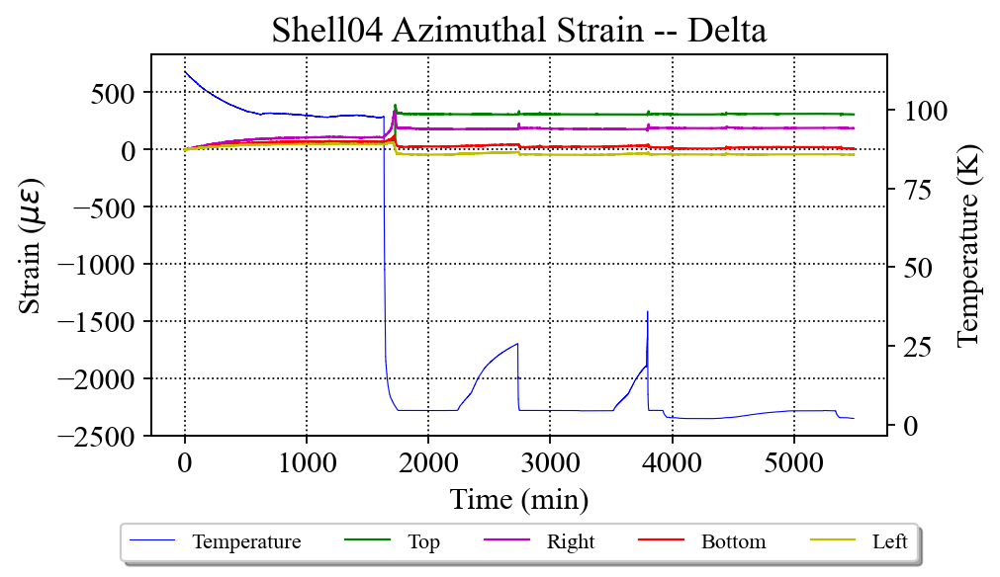 Shell04 Azimuthal Strain -- Delta
500
0
−500
−1000
−1500
−2000
−2500
Strain (με)
100
75
50
25
0
Temperature (K)
0 1000 2000 3000 4000 5000
Time (min)
Temperature Top Right Bottom Left